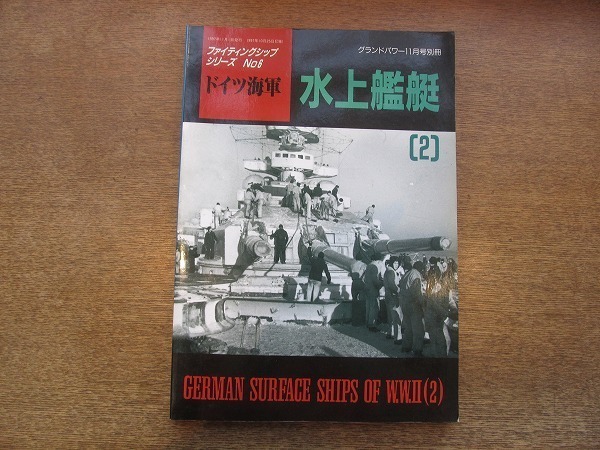 ファイティングシップ
シリーズ No6
ドイツ海軍
グランドパワー11月号別冊
水上艦艇
〔2〕
GERMAN SURFACE SHIPS OF W.W.II(2)